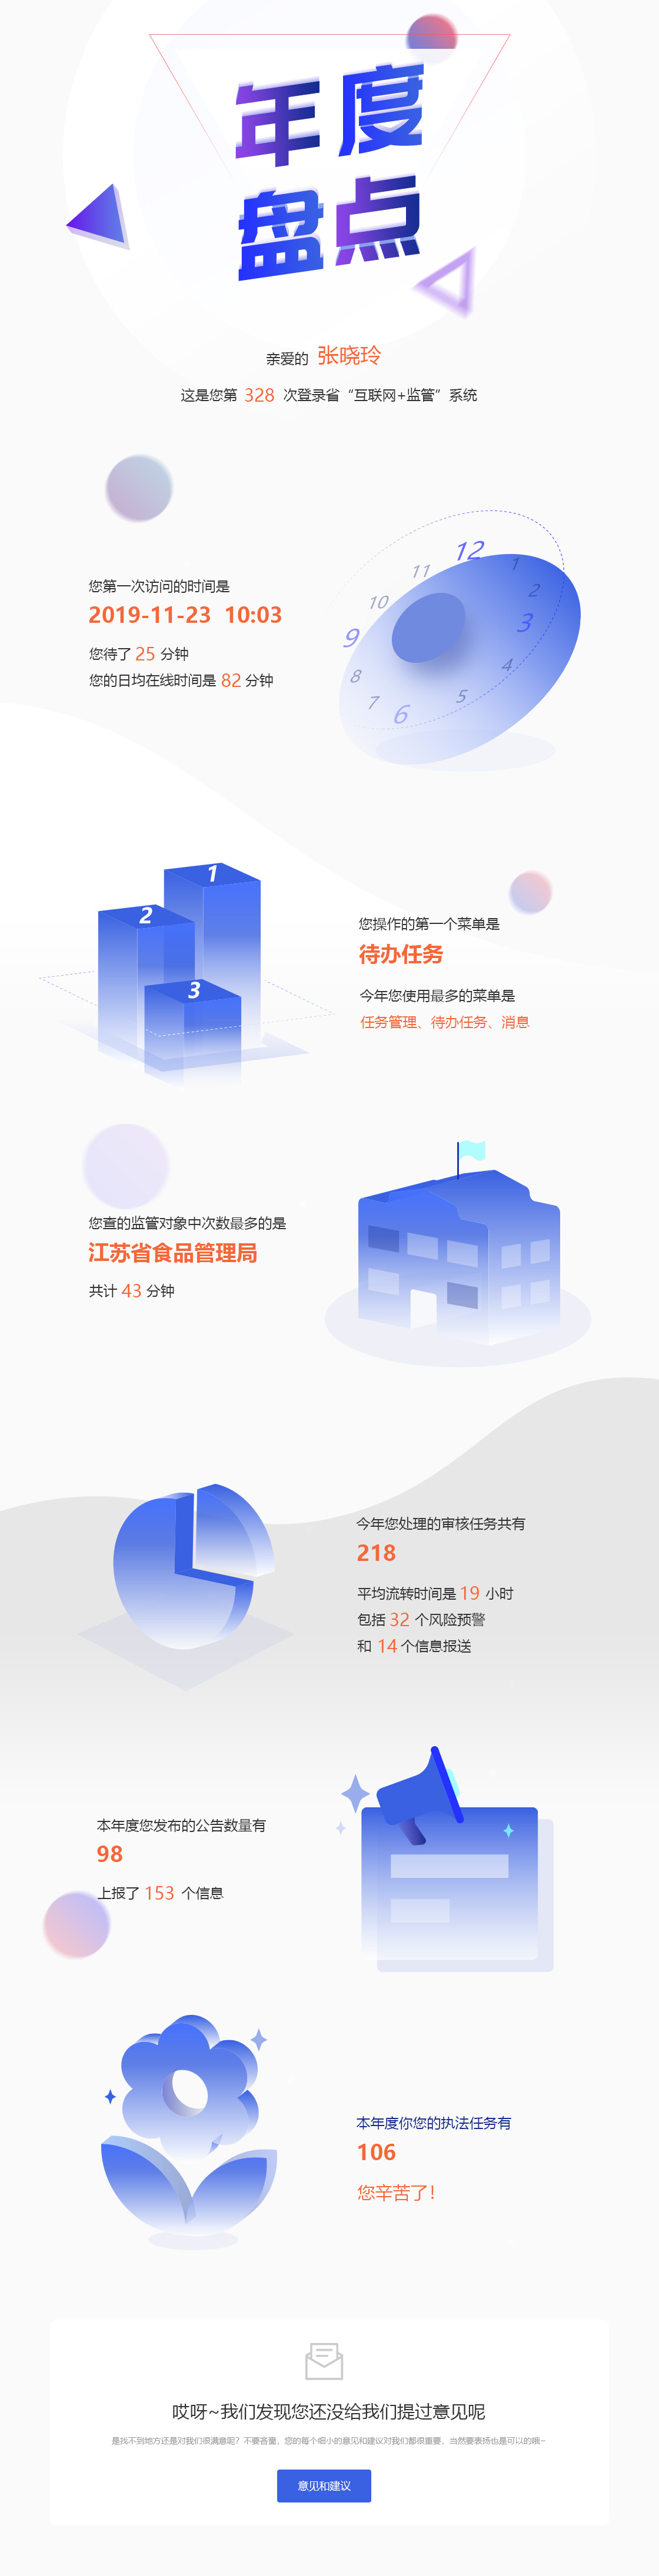 年度
盘点
亲爱的 张晓玲
这是您第 328 次登录省“互联网+监管”系统
您第一次访问的时间是
2019-11-23 10:03
您待了 25 分钟
您的日均在线时间是 82 分钟
12
11
1
10
2
9
3
8
4
7
5
6
1
2
3
您操作的第一个菜单是
待办任务
今年您使用最多的菜单是
任务管理、待办任务、消息
您查的监管对象中次数最多的是
江苏省食品管理局
共计 43 分钟
今年您处理的审核任务共有
218
平均流转时间是 19 小时
包括 32 个风险预警
和 14 个信息报送
本年度您发布的公告数量有
98
上报了 153 个信息
本年度你您的执法任务有
106
您辛苦了!
哎呀~我们发现您还没给我们提过意见呢
是找不到地方还是对我们很满意呢？不要吝啬，您的每个细小的意见和建议对我们都很重要，当然要表扬也是可以的哦~
意见和建议